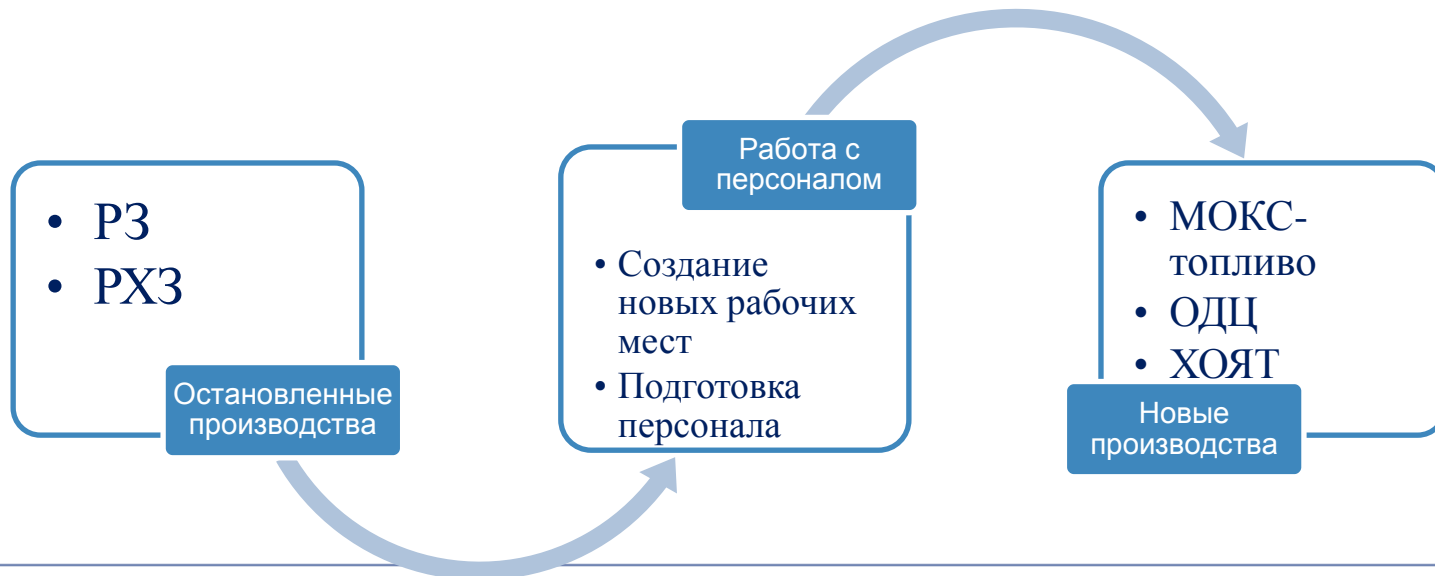 • РЗ
• РХЗ
Остановленные
производства
Работа с
персоналом
• Создание
новых рабочих
мест
• Подготовка
персонала
• МОКС-
топливо
• ОДЦ
• ХОЯТ
Новые
производства